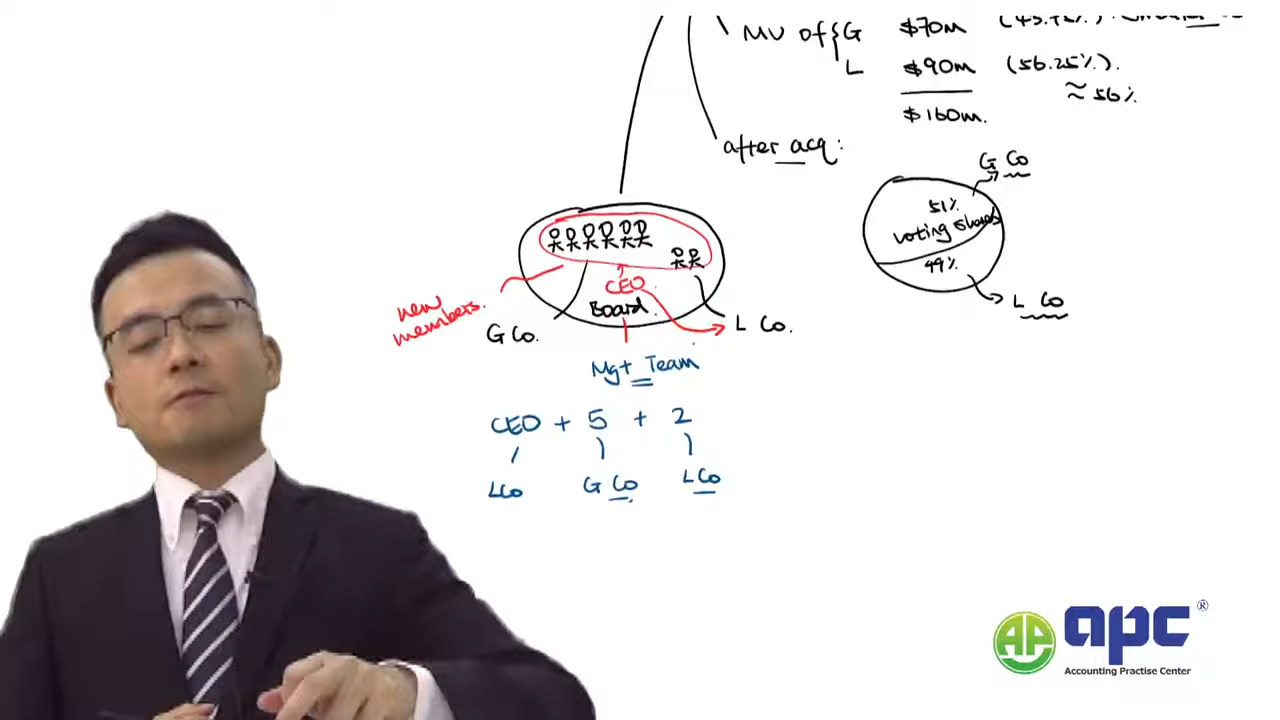 MV of { G $70m
L $90m (56.25%).
≈ 56%
$160m.
after acq:
G Co
51%
voting shares
49%
L Co
CEO
Board.
new
members.
G Co.
L Co.
Mgt Team
CEO + 5 + 2
LCo G Co L Co
apc®
Accounting Practise Center